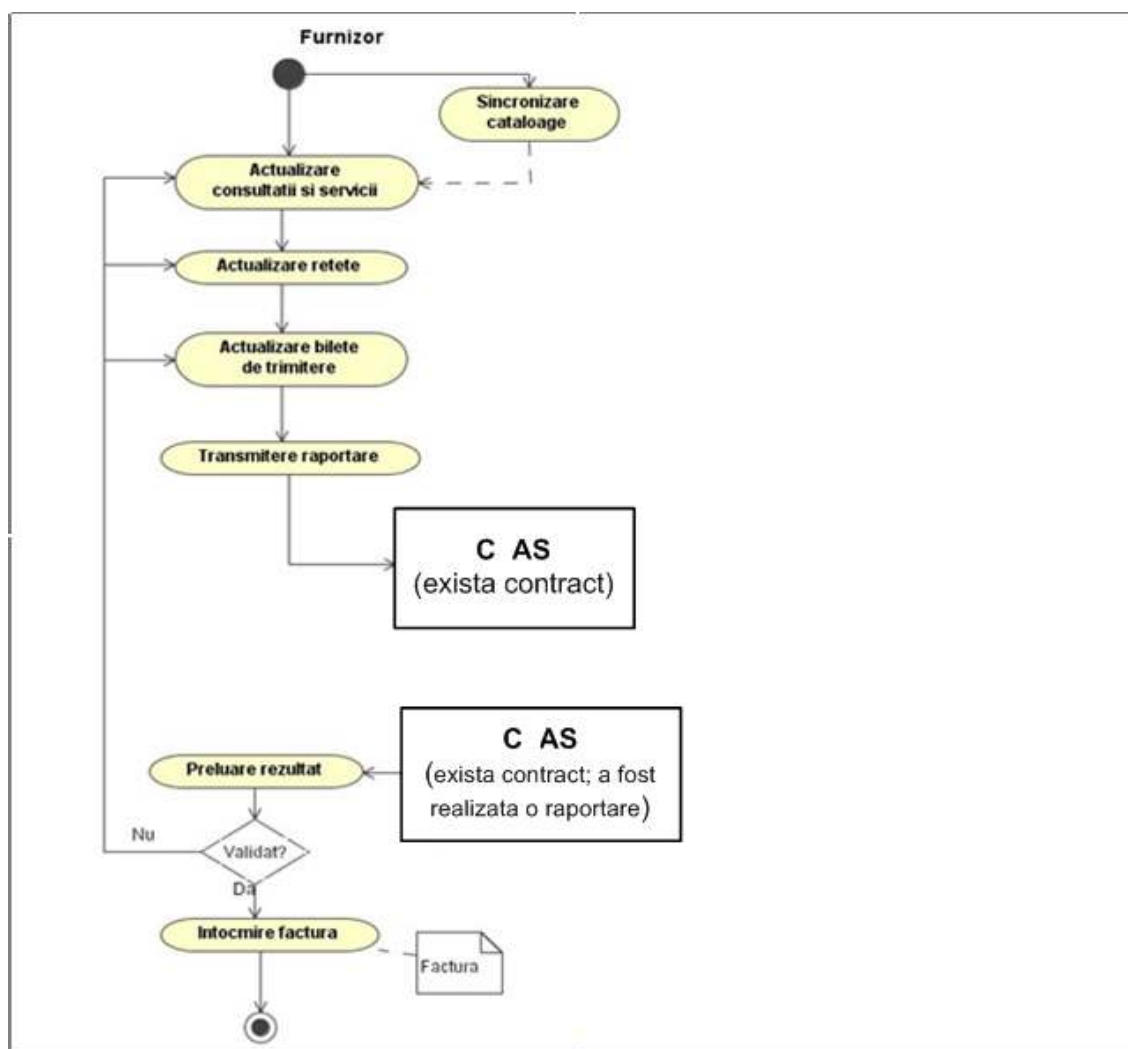 Furnizor
Sincronizare
cataloage
Actualizare
consultatii si servicii
Actualizare retete
Actualizare bilete
de trimitere
Transmitere raportare
C AS
(exista contract)
C AS
(exista contract; a fost
realizata o raportare)
Preluare rezultat
Nu
Validat?
Da
Intocmire factura
Factura